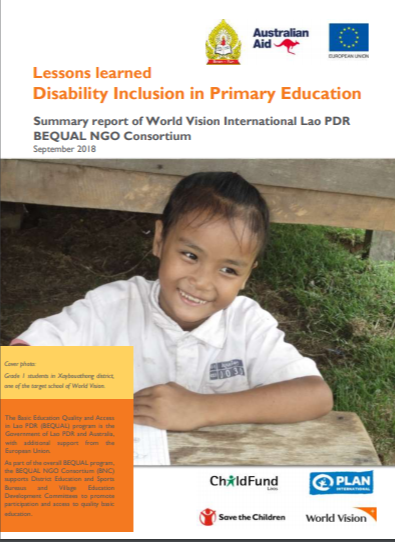 Australian
Aid
EUROPEAN UNION
Lessons learned
Disability Inclusion in Primary Education
Summary report of World Vision International Lao PDR
BEQUAL NGO Consortium
September 2018
Cover photo:
Grade 1 students in Xaybouathong district,
one of the target school of World Vision.
The Basic Education Quality and Access
in Lao PDR (BEQUAL) program is the
Government of Lao PDR and Australia,
with additional support from the
European Union.
As part of the overall BEQUAL program,
the BEQUAL NGO Consortium (BNC)
supports District Education and Sports
Bureaus and Village Education
Development Committees to promote
participation and access to quality basic
education.
ChildFund
Laos
PLAN
INTERNATIONAL
Save the Children
World Vision